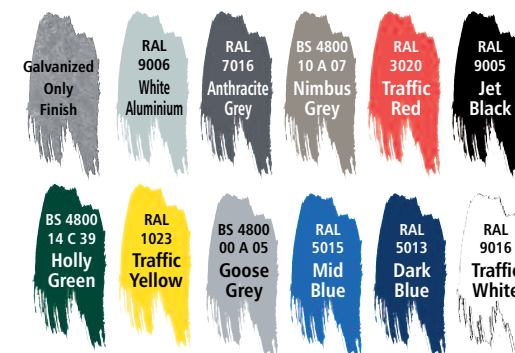 Galvanized
Only
Finish
RAL
9006
White
Aluminium
RAL
7016
Anthracite
Grey
BS 4800
10 A 07
Nimbus
Grey
RAL
3020
Traffic
Red
RAL
9005
Jet
Black
BS 4800
14 C 39
Holly
Green
RAL
1023
Traffic
Yellow
BS 4800
00 A 05
Goose
Grey
RAL
5015
Mid
Blue
RAL
5013
Dark
Blue
RAL
9016
Traffic
White